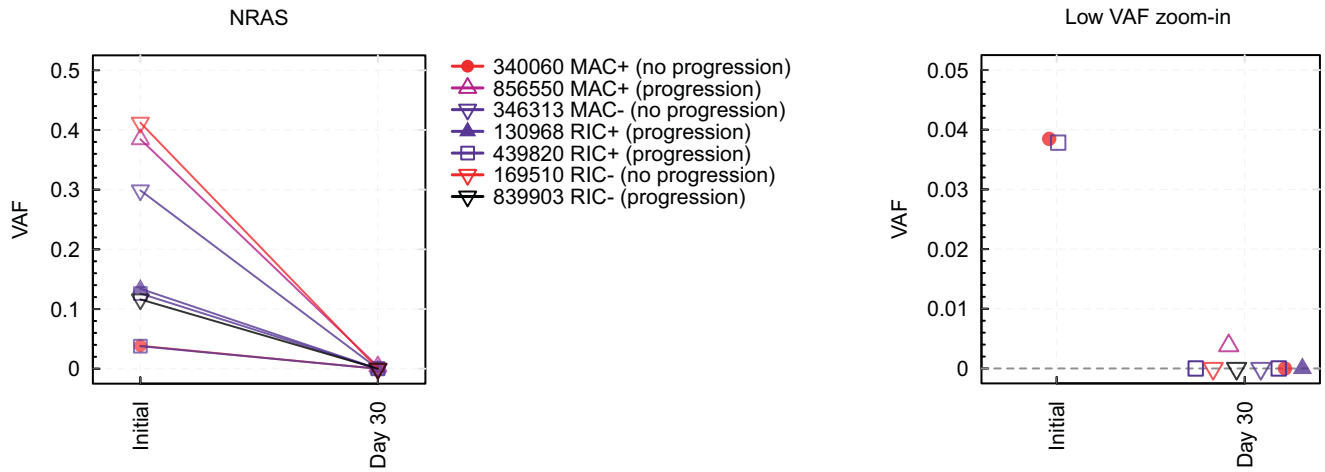 NRAS
VAF
0.5
0.4
0.3
0.2
0.1
0
Initial
Day 30
340060 MAC+ (no progression)
856550 MAC+ (progression)
346313 MAC- (no progression)
130968 RIC+ (progression)
439820 RIC+ (progression)
169510 RIC- (no progression)
839903 RIC- (progression)
Low VAF zoom-in
VAF
0.05
0.04
0.03
0.02
0.01
0
Initial
Day 30